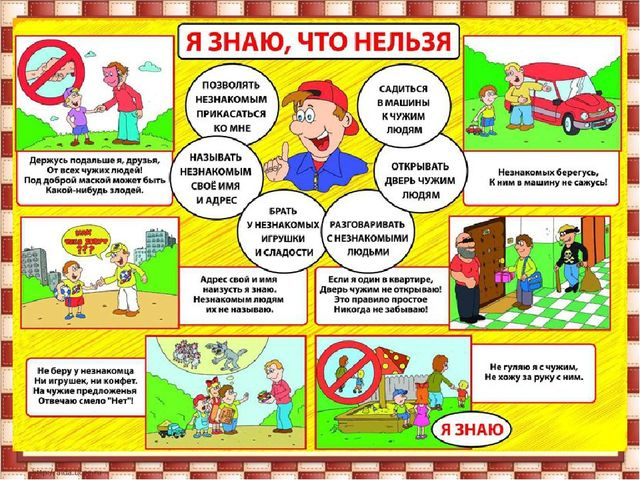 Я ЗНАЮ, ЧТО НЕЛЬЗЯ
ПОЗВОЛЯТЬ
НЕЗНАКОМЫМ
ПРИКАСАТЬСЯ
КО МНЕ
САДИТЬСЯ
В МАШИНЫ
К ЧУЖИМ
ЛЮДЯМ
НАЗЫВАТЬ
НЕЗНАКОМЫМ
СВОЁ ИМЯ
И АДРЕС
ОТКРЫВАТЬ
ДВЕРЬ ЧУЖИМ
ЛЮДЯМ
БРАТЬ
У НЕЗНАКОМЫХ
ИГРУШКИ
И СЛАДОСТИ
РАЗГОВАРИВАТЬ
С НЕЗНАКОМЫМИ
ЛЮДЬМИ
Держусь подальше я, друзья,
От всех чужих людей!
Под доброй маской может быть
Какой-нибудь злодей.
Незнакомых берегусь,
К ним в машину не сажусь!
Адрес свой и имя
наизусть я знаю.
Незнакомым людям
их не называю.
Если я один в квартире,
Дверь чужим не открываю!
Это правило простое
Никогда не забываю!
Не беру у незнакомца
Ни игрушек, ни конфет.
На чужие предложенья
Отвечаю смело "Нет"!
Не гуляю я с чужим,
Не хожу за руку с ним.
Я ЗНАЮ